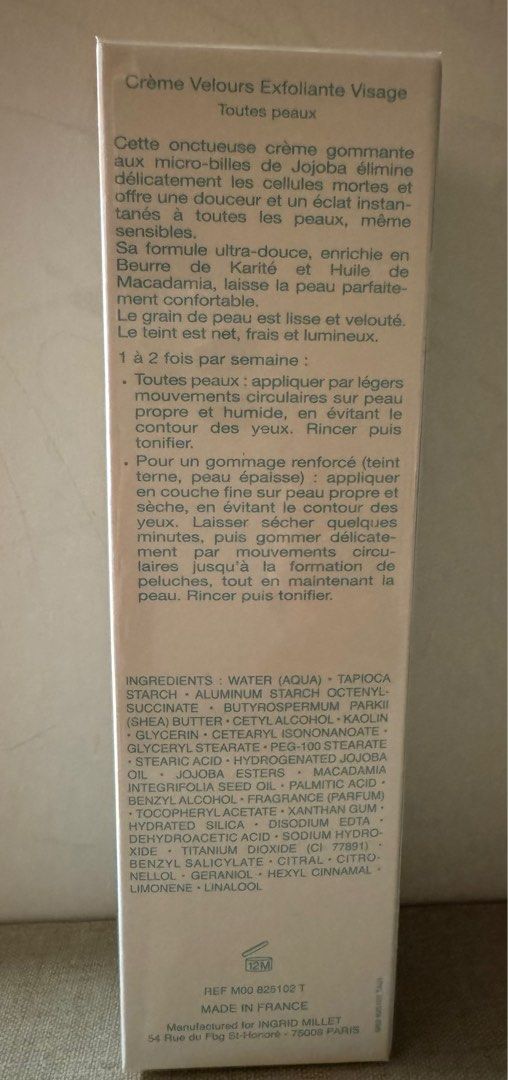 Crème Velours Exfoliante Visage
Toutes peaux
Cette onctueuse crème gommante
aux micro-billes de Jojoba élimine
délicatement les cellules mortes et
offre une douceur et un éclat instan-
tanés à toutes les peaux, même
sensibles.
Sa formule ultra-douce, enrichie en
Beurre de Karité et Huile de
Macadamia, laisse la peau parfaite-
ment confortable.
Le grain de peau est lisse et velouté.
Le teint est net, frais et lumineux.
1 à 2 fois par semaine :
• Toutes peaux : appliquer par légers
mouvements circulaires sur peau
propre et humide, en évitant le
contour des yeux. Rincer puis
tonifier.
• Pour un gommage renforcé (teint
terne, peau épaisse) : appliquer
en couche fine sur peau propre et
sèche, en évitant le contour des
yeux. Laisser sécher quelques
minutes, puis gommer délicate-
ment par mouvements circu-
laires jusqu'à la formation de
peluches, tout en maintenant la
peau. Rincer puis tonifier.
INGREDIENTS : WATER (AQUA) • TAPIOCA
STARCH • ALUMINUM STARCH OCTENYL-
SUCCINATE • BUTYROSPERMUM PARKII
(SHEA) BUTTER • CETYL ALCOHOL • KAOLIN
• GLYCERIN • CETEARYL ISONONANOATE •
GLYCERYL STEARATE • PEG-100 STEARATE
• STEARIC ACID • HYDROGENATED JOJOBA
OIL • JOJOBA ESTERS • MACADAMIA
INTEGRIFOLIA SEED OIL • PALMITIC ACID •
BENZYL ALCOHOL • FRAGRANCE (PARFUM)
• TOCOPHERYL ACETATE • XANTHAN GUM •
HYDRATED SILICA • DISODIUM EDTA •
DEHYDROACETIC ACID • SODIUM HYDRO-
XIDE • TITANIUM DIOXIDE (CI 77891) •
BENZYL SALICYLATE • CITRAL • CITRO-
NELLOL • GERANIOL • HEXYL CINNAMAL •
LIMONENE • LINALOOL
12M
REF M00 825102 T
MADE IN FRANCE
Manufactured for INGRID MILLET
54 Rue du Fbg St-Honoré - 75008 PARIS